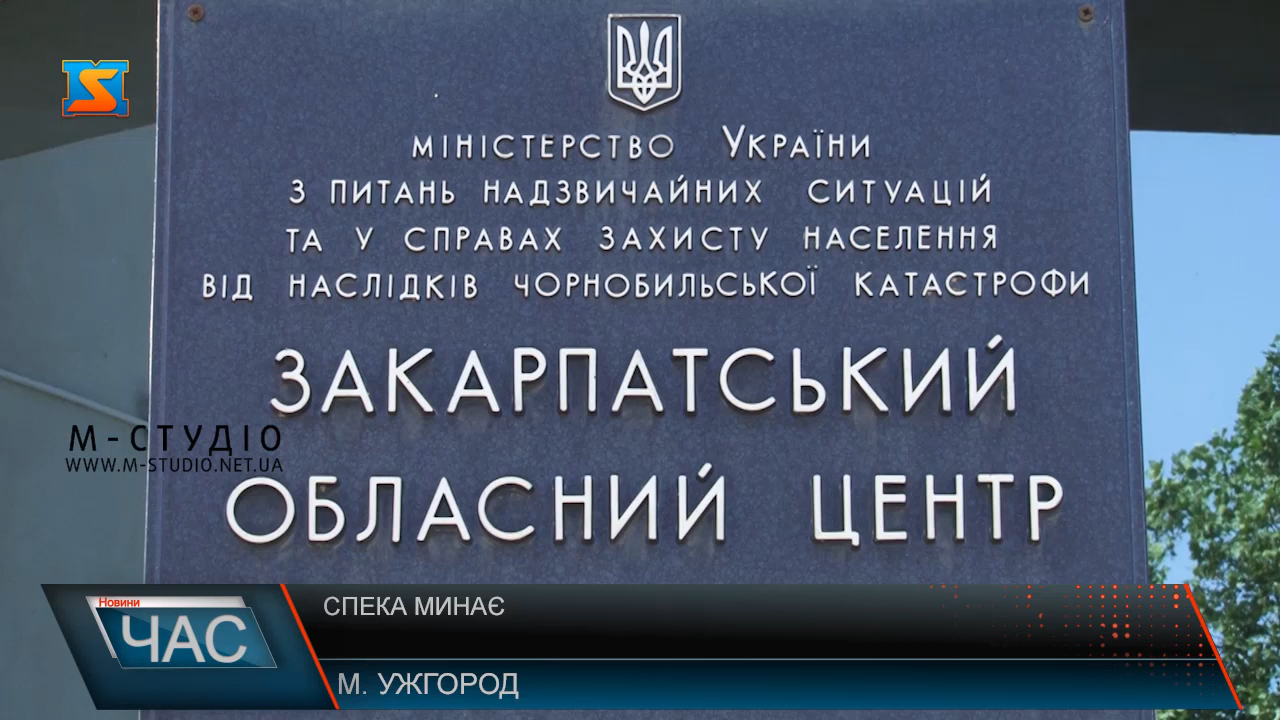 МІНІСТЕРСТВО УКРАЇНИ
З ПИТАНЬ НАДЗВИЧАЙНИХ СИТУАЦІЙ
ТА У СПРАВАХ ЗАХИСТУ НАСЕЛЕННЯ
ВІД НАСЛІДКІВ ЧОРНОБИЛЬСЬКОЇ КАТАСТРОФИ
ЗАКАРПАТСЬКИЙ
М-СТУДІО
WWW.M-STUDIO.NET.UA
ОБЛАСНИЙ ЦЕНТР
Новини
ЧАС
СПЕКА МИНАЄ
М. УЖГОРОД